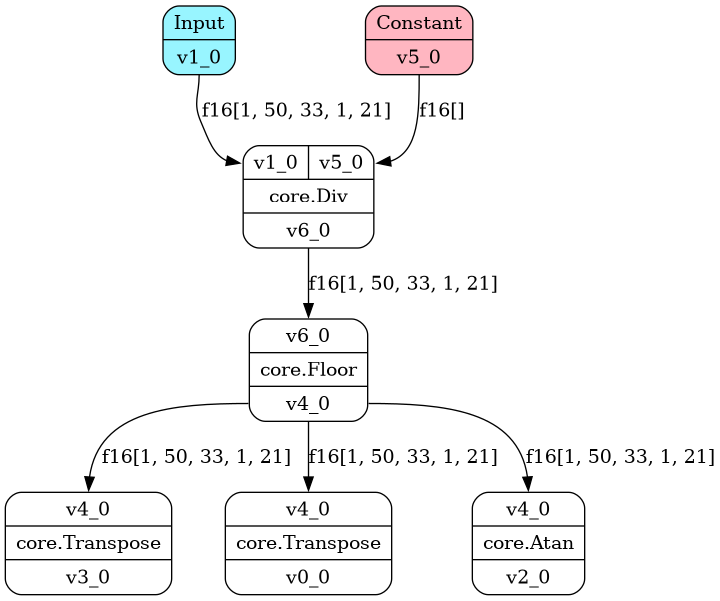 Input
v1_0
Constant
v5_0
f16[1, 50, 33, 1, 21]
f16[]
v1_0
v5_0
core.Div
v6_0
f16[1, 50, 33, 1, 21]
v6_0
core.Floor
v4_0
f16[1, 50, 33, 1, 21]
f16[1, 50, 33, 1, 21]
f16[1, 50, 33, 1, 21]
v4_0
core.Transpose
v3_0
v4_0
core.Transpose
v0_0
v4_0
core.Atan
v2_0